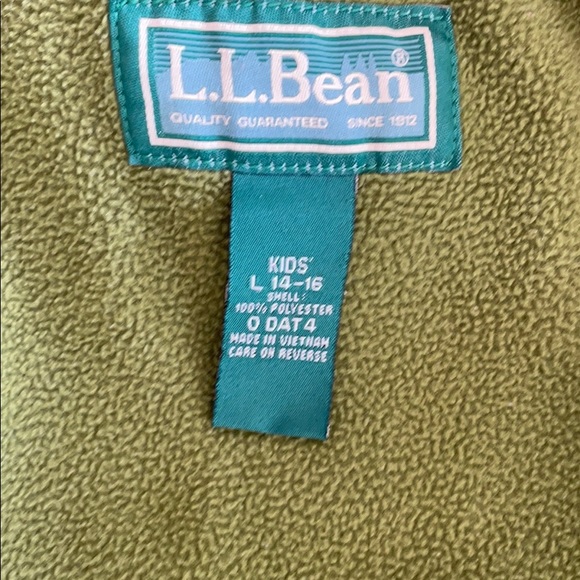 L.L.Bean®
QUALITY GUARANTEED SINCE 1912
KIDS'
L 14-16
SHELL:
100% POLYESTER
0 DAT4
MADE IN VIETNAM
CARE ON REVERSE